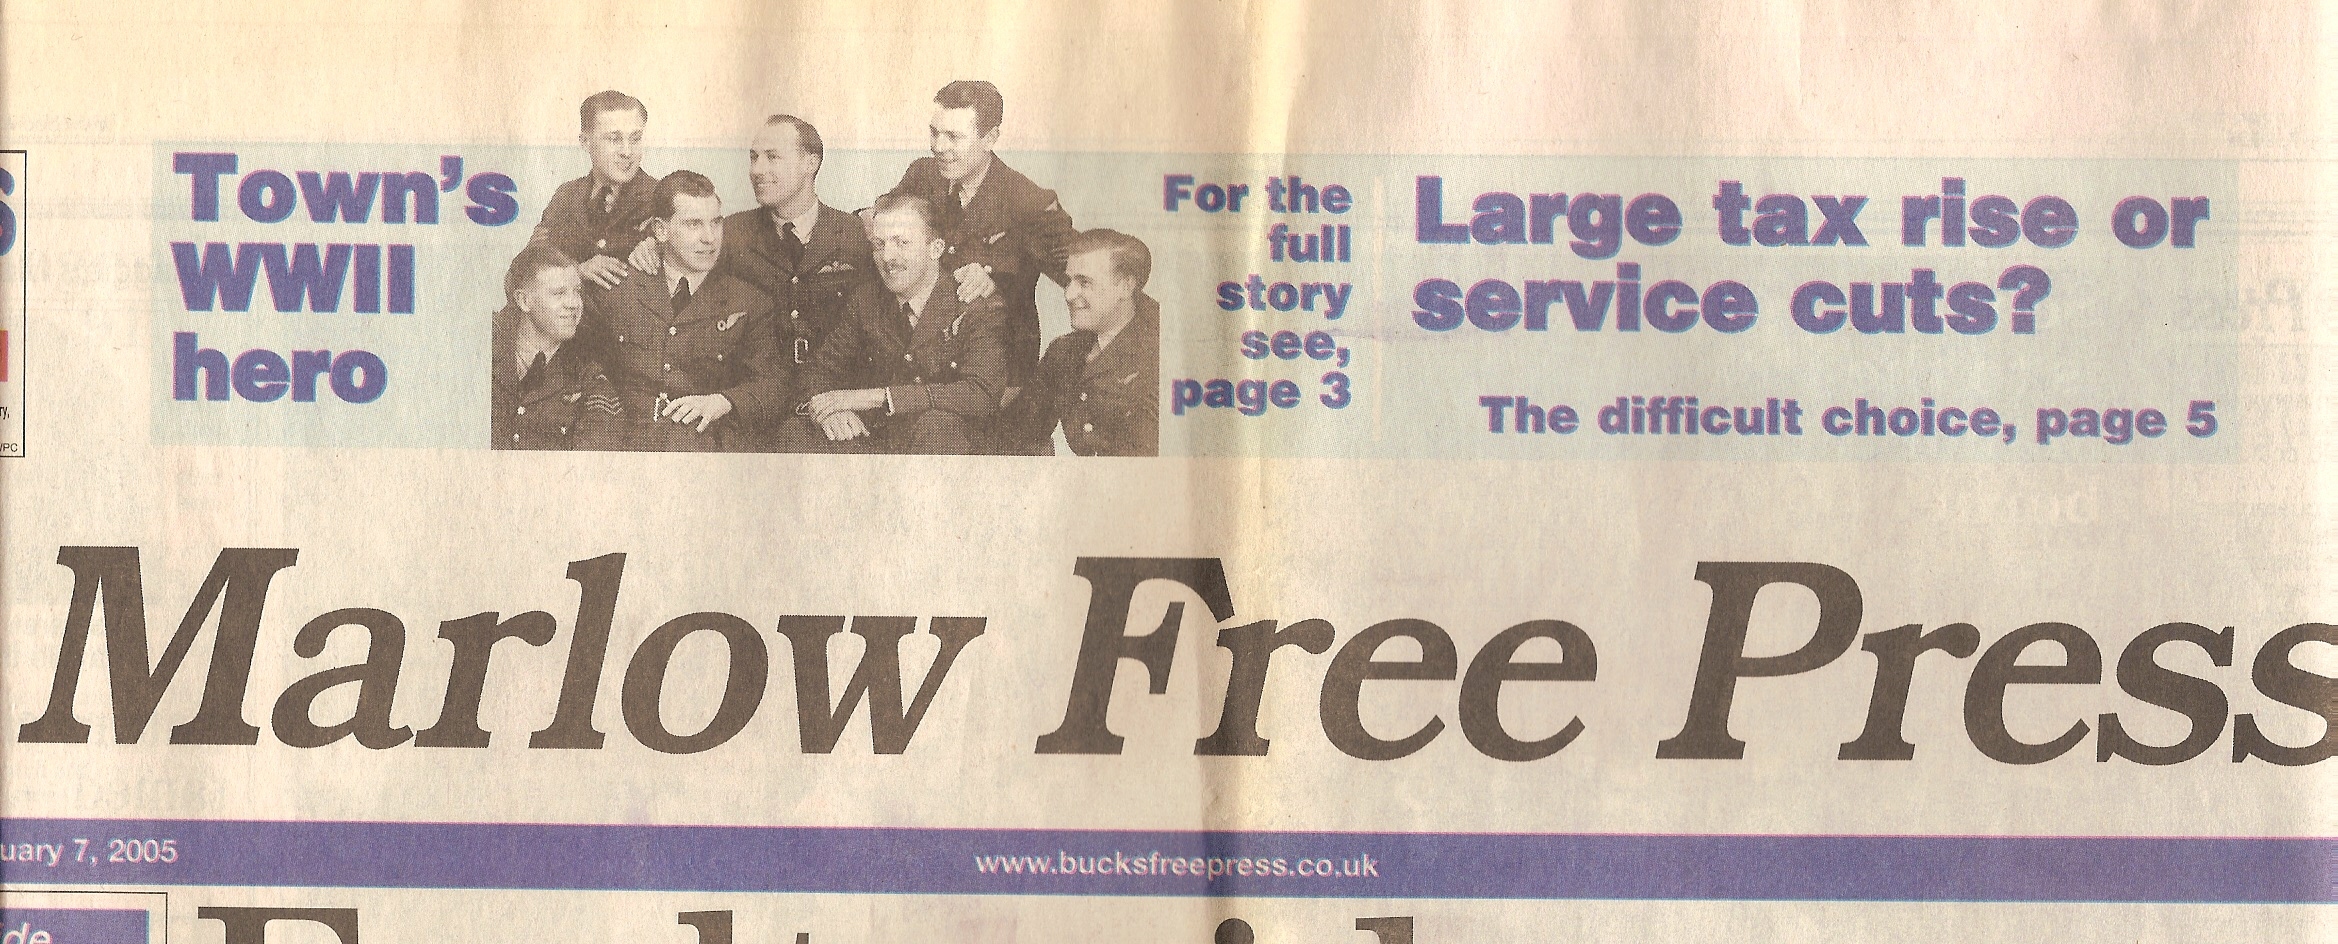 Town's
WWII
hero
For the
full
story
see,
page 3
Large tax rise or
service cuts?
The difficult choice, page 5
Marlow Free Press
uary 7, 2005
www.bucksfreepress.co.uk
de